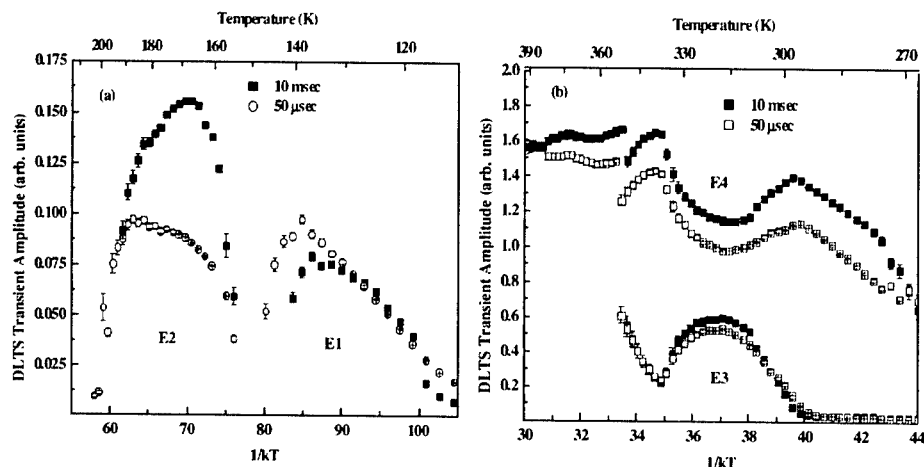 Temperature (K)
200 180 160 140 120
DLTS Transient Amplitude (arb. units)
0.175
0.150
0.125
0.100
0.075
0.050
0.025
(a)
10 msec
50 μsec
E2
E1
60 70 80 90 100
1/kT
Temperature (K)
390 360 330 300 270
DLTS Transient Amplitude (arb. units)
2.0
1.8
1.6
1.4
1.2
1.0
0.8
0.6
0.4
0.2
(b)
10 msec
50 μsec
E4
E3
30 32 34 36 38 40 42 44
1/kT